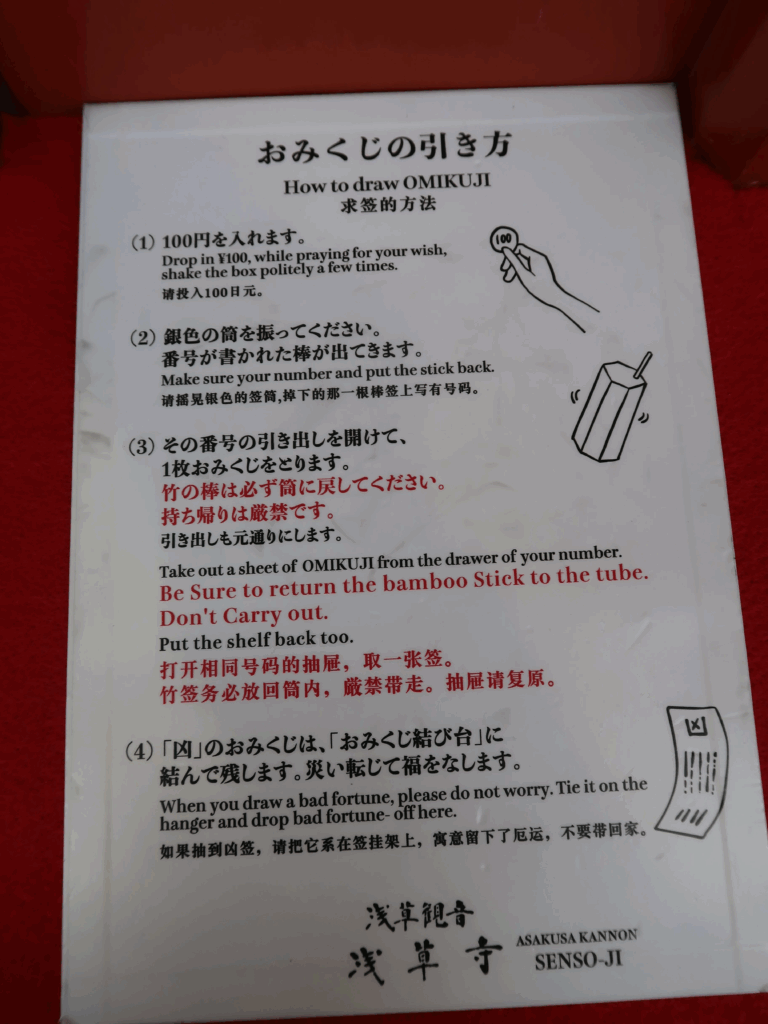 おみくじの引き方
How to draw OMIKUJI
求签的方法
(1) 100円を入れます。
Drop in ¥100, while praying for your wish,
shake the box politely a few times.
请投入100日元。
100
(2) 銀色の筒を振ってください。
番号が書かれた棒が出てきます。
Make sure your number and put the stick back.
请摇晃银色的签筒,掉下的那一根棒签上写有号码。
(3) その番号の引き出しを開けて、
1枚おみくじをとります。
竹の棒は必ず筒に戻してください。
持ち帰りは厳禁です。
引き出しも元通りにします。
Take out a sheet of OMIKUJI from the drawer of your number.
Be Sure to return the bamboo Stick to the tube.
Don't Carry out.
Put the shelf back too.
打开相同号码的抽屉，取一张签。
竹签务必放回筒内，厳禁带走。抽屉请复原。
(4) 「凶」のおみくじは、「おみくじ結び台」に
結んで残します。災い転じて福をなします。
When you draw a bad fortune, please do not worry. Tie it on the
hanger and drop bad fortune- off here.
如果抽到凶签，请把它系在签挂架上，寓意留下了厄运，不要带回家。
凶
浅草観音
浅草寺
ASAKUSA KANNON
SENSO-JI